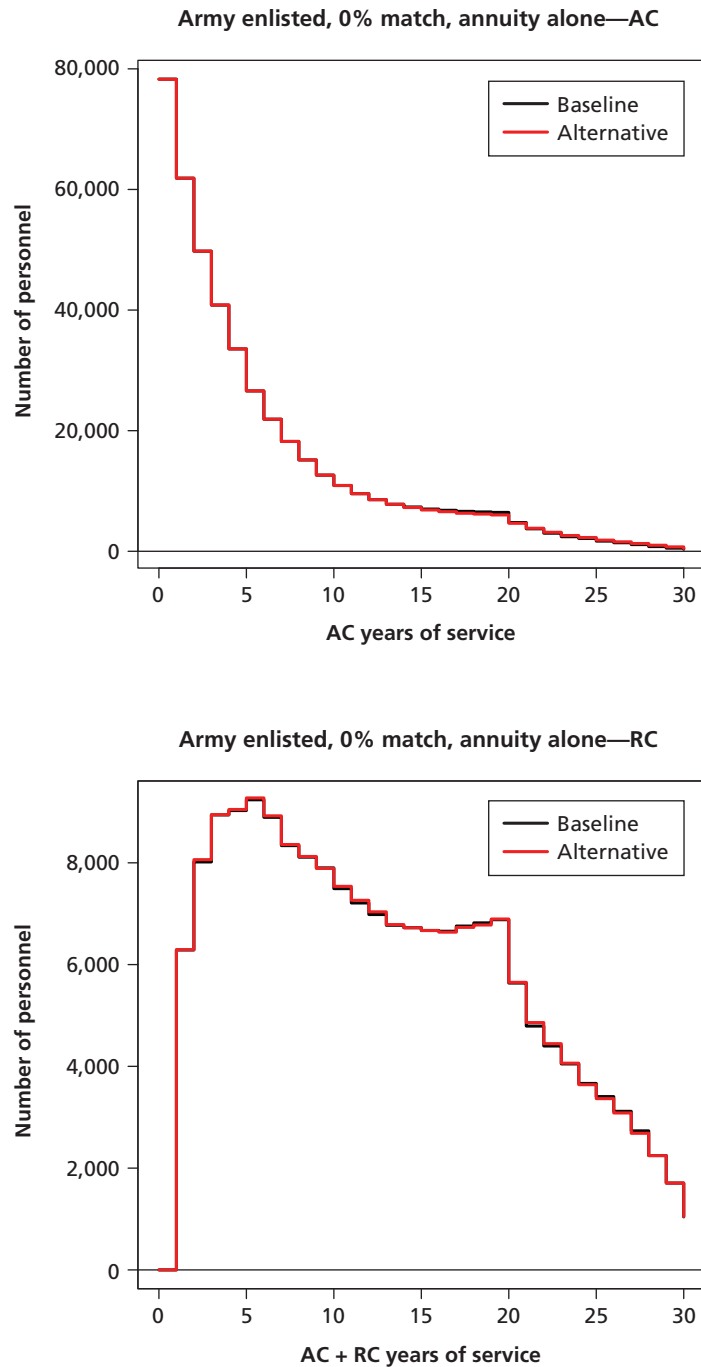 Army enlisted, 0% match, annuity alone—AC
Number of personnel
80,000
60,000
40,000
20,000
0
Baseline
Alternative
0 5 10 15 20 25 30
AC years of service
Army enlisted, 0% match, annuity alone—RC
Number of personnel
8,000
6,000
4,000
2,000
0
Baseline
Alternative
0 5 10 15 20 25 30
AC + RC years of service